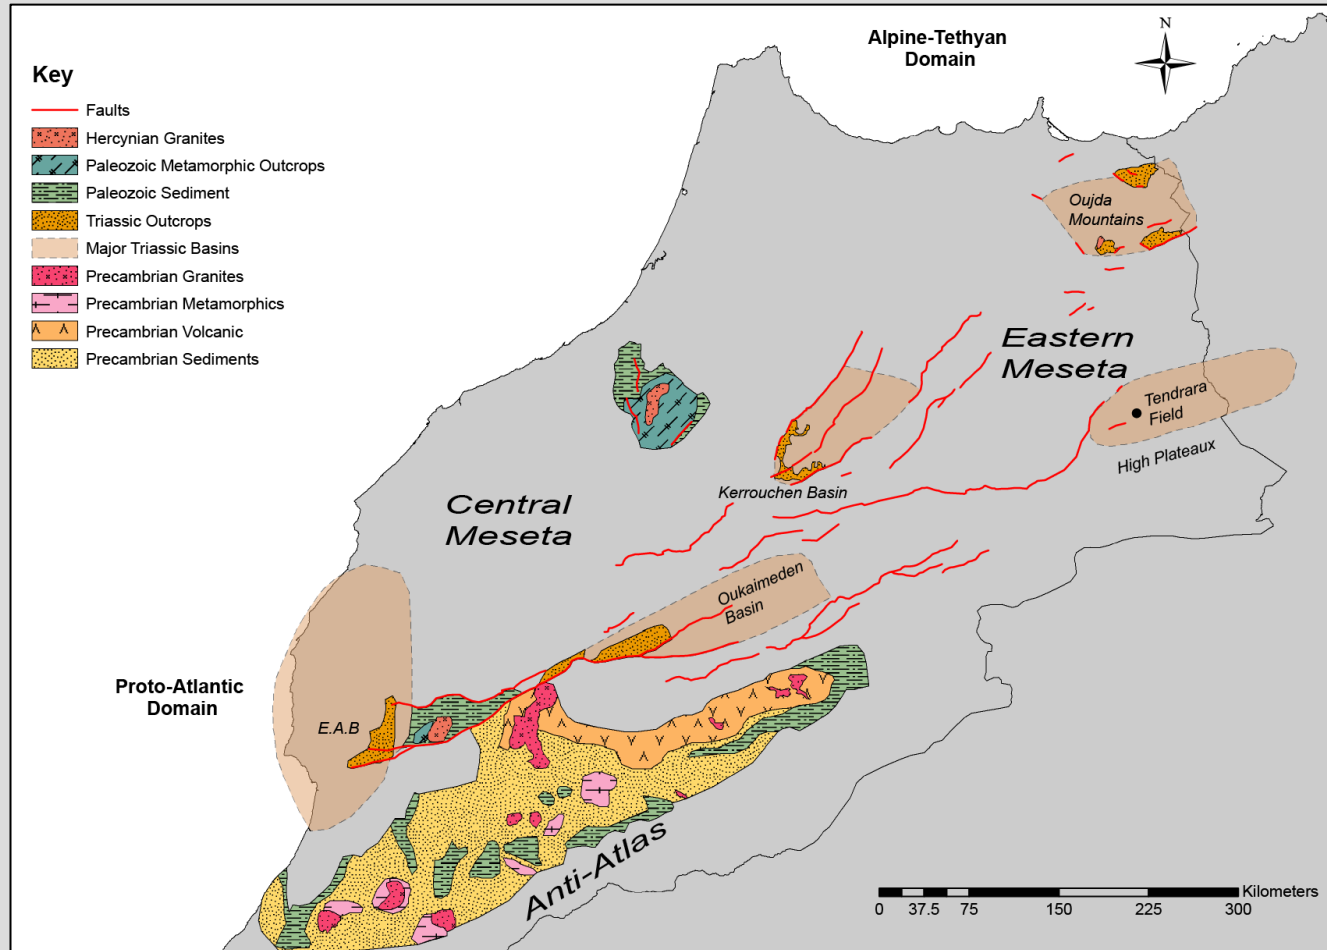 Alpine-Tethyan
Domain
N
Key
Faults
Hercynian Granites
Paleozoic Metamorphic Outcrops
Paleozoic Sediment
Triassic Outcrops
Major Triassic Basins
Precambrian Granites
Precambrian Metamorphics
Precambrian Volcanic
Precambrian Sediments
Oujda
Mountains
Eastern
Meseta
Tendrara
Field
High Plateaux
Kerrouchen Basin
Central
Meseta
Oukaimeden
Basin
Proto-Atlantic
Domain
E.A.B
Anti-Atlas
Kilometers
0 37.5 75 150 225 300